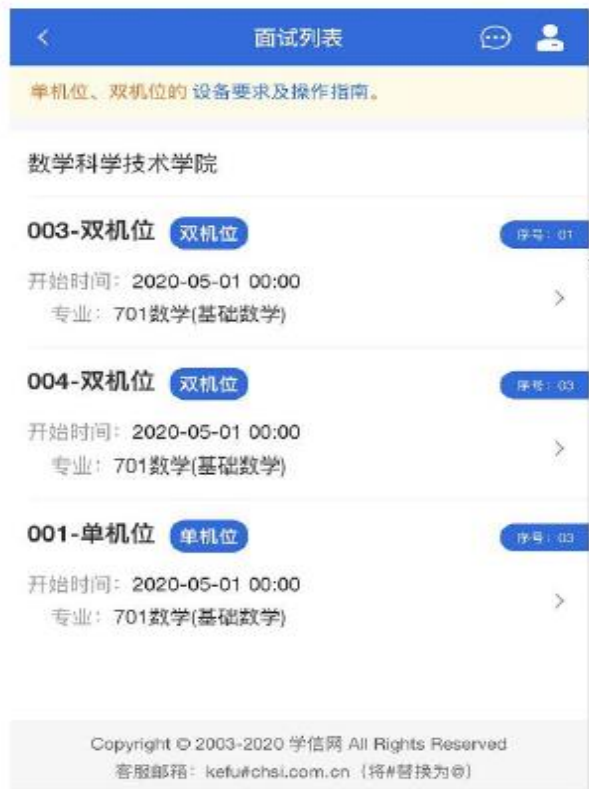 面试列表
单机位、双机位的 设备要求及操作指南。
数学科学技术学院
003-双机位 双机位 序号：01
开始时间：2020-05-01 00:00
专业：701数学(基础数学)
004-双机位 双机位 序号：03
开始时间：2020-05-01 00:00
专业：701数学(基础数学)
001-单机位 单机位 序号：03
开始时间：2020-05-01 00:00
专业：701数学(基础数学)
Copyright © 2003-2020 学信网 All Rights Reserved
客服邮箱：kefu#chsi.com.cn（将#替换为@）